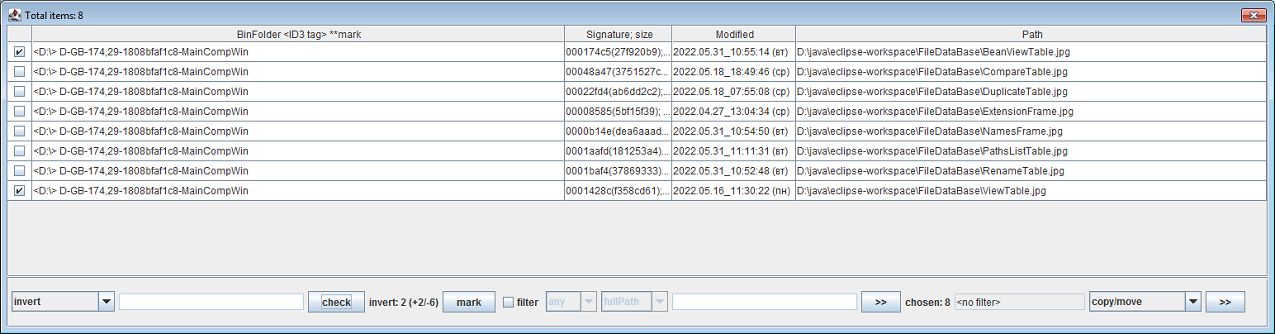 Total items: 8
BinFolder <ID3 tag> **mark Signature; size Modified Path
<D:\> D-GB-174,29-1808bfaf1c8-MainCompWin 000174c5(27f920b9);... 2022.05.31_10:55:14 (вт) D:\java\eclipse-workspace\FileDataBase\BeanViewTable.jpg
<D:\> D-GB-174,29-1808bfaf1c8-MainCompWin 00048a47(3751527c... 2022.05.18_18:49:46 (ср) D:\java\eclipse-workspace\FileDataBase\CompareTable.jpg
<D:\> D-GB-174,29-1808bfaf1c8-MainCompWin 00022fd4(ab6dd2c2);... 2022.05.18_07:55:08 (ср) D:\java\eclipse-workspace\FileDataBase\DuplicateTable.jpg
<D:\> D-GB-174,29-1808bfaf1c8-MainCompWin 00008585(5bf15f39); ... 2022.04.27_13:04:34 (ср) D:\java\eclipse-workspace\FileDataBase\ExtensionFrame.jpg
<D:\> D-GB-174,29-1808bfaf1c8-MainCompWin 0000b14e(dea6aaad... 2022.05.31_10:54:50 (вт) D:\java\eclipse-workspace\FileDataBase\NamesFrame.jpg
<D:\> D-GB-174,29-1808bfaf1c8-MainCompWin 0001aafd(181253a4)... 2022.05.31_11:11:31 (вт) D:\java\eclipse-workspace\FileDataBase\PathsListTable.jpg
<D:\> D-GB-174,29-1808bfaf1c8-MainCompWin 0001baf4(37869333)... 2022.05.31_10:52:48 (вт) D:\java\eclipse-workspace\FileDataBase\RenameTable.jpg
<D:\> D-GB-174,29-1808bfaf1c8-MainCompWin 0001428c(f358cd61);... 2022.05.16_11:30:22 (пн) D:\java\eclipse-workspace\FileDataBase\ViewTable.jpg
invert check invert: 2 (+2/-6) mark filter any fullPath >> chosen: 8 <no filter> copy/move >>